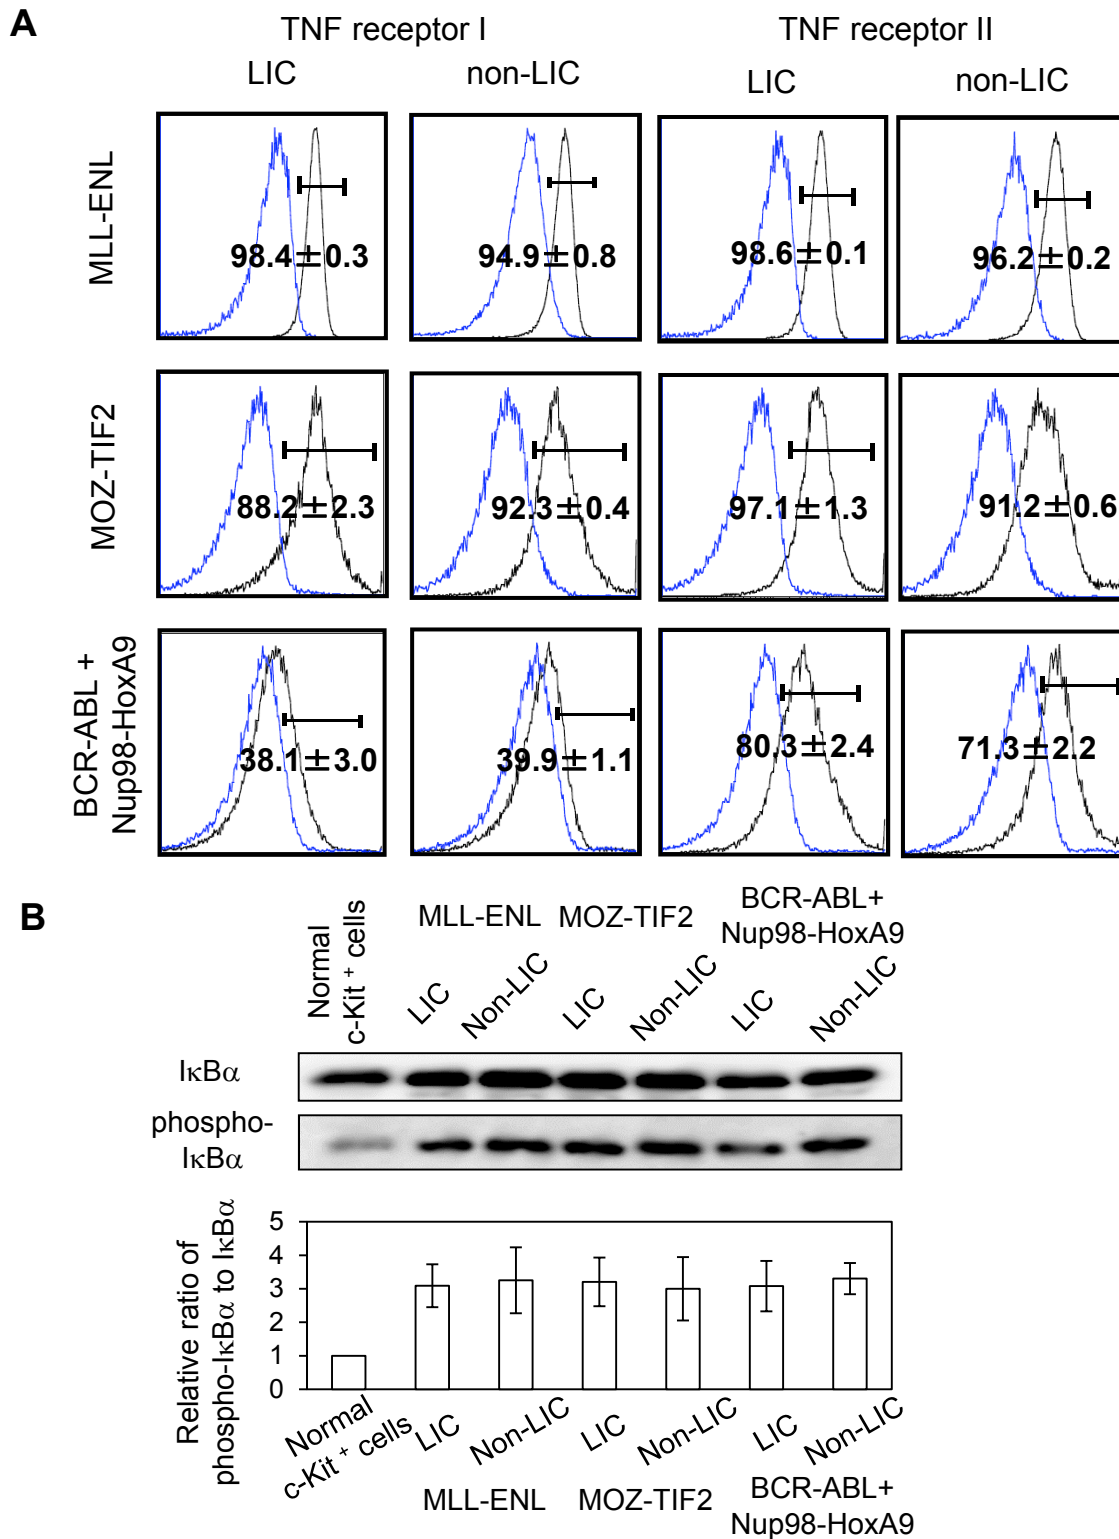 A
TNF receptor I
TNF receptor II
LIC
non-LIC
LIC
non-LIC
MLL-ENL
98.4±0.3
94.9±0.8
98.6±0.1
96.2±0.2
MOZ-TIF2
88.2±2.3
92.3±0.4
97.1±1.3
91.2±0.6
BCR-ABL +
Nup98-HoxA9
38.1±3.0
39.9±1.1
80.3±2.4
71.3±2.2
B
Normal
c-Kit⁺ cells
MLL-ENL
MOZ-TIF2
BCR-ABL+
Nup98-HoxA9
LIC
Non-LIC
LIC
Non-LIC
LIC
Non-LIC
IκBα
phospho-
IκBα
Relative ratio of
phospho-IκBα to IκBα
5
4
3
2
1
0
Normal
c-Kit⁺ cells
LIC
Non-LIC
LIC
Non-LIC
LIC
Non-LIC
MLL-ENL
MOZ-TIF2
BCR-ABL+
Nup98-HoxA9